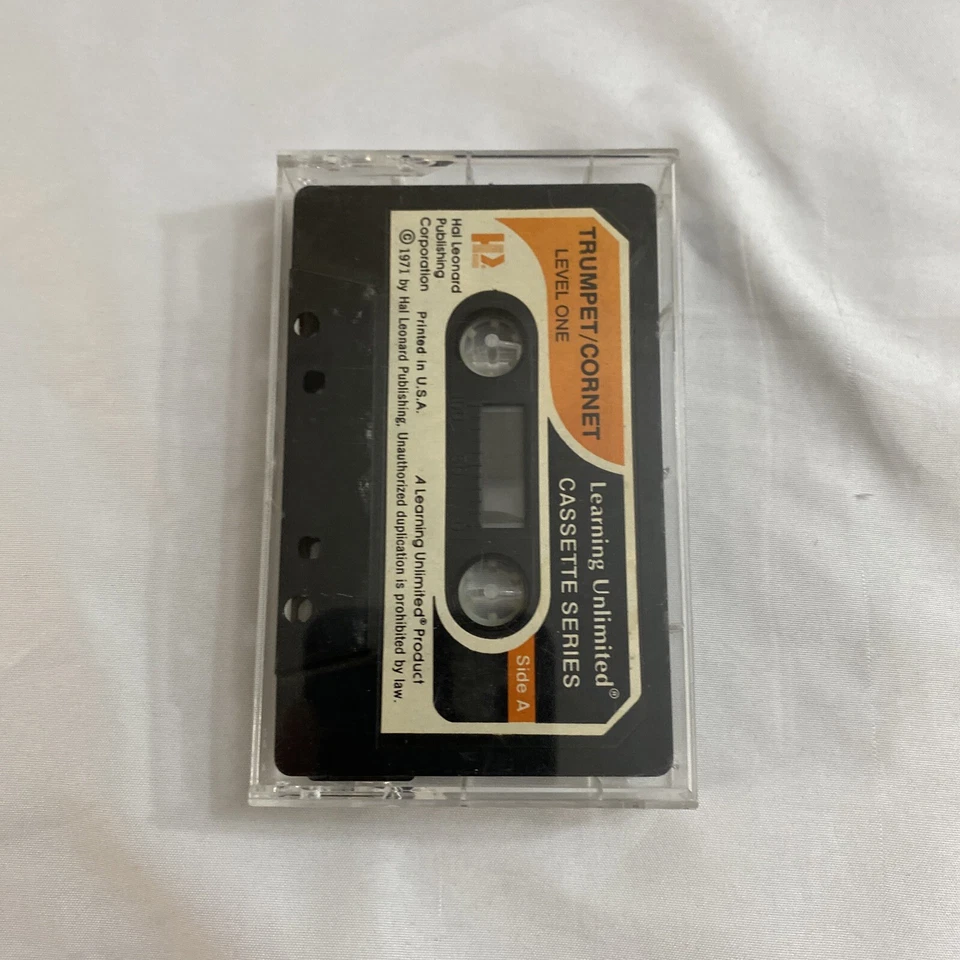 TRUMPET/CORNET
LEVEL ONE
Learning Unlimited®
CASSETTE SERIES
Side A
Hal Leonard
Publishing
Corporation
Printed in U.S.A.
A Learning Unlimited® Product
© 1971 by Hal Leonard Publishing, Unauthorized duplication is prohibited by law.